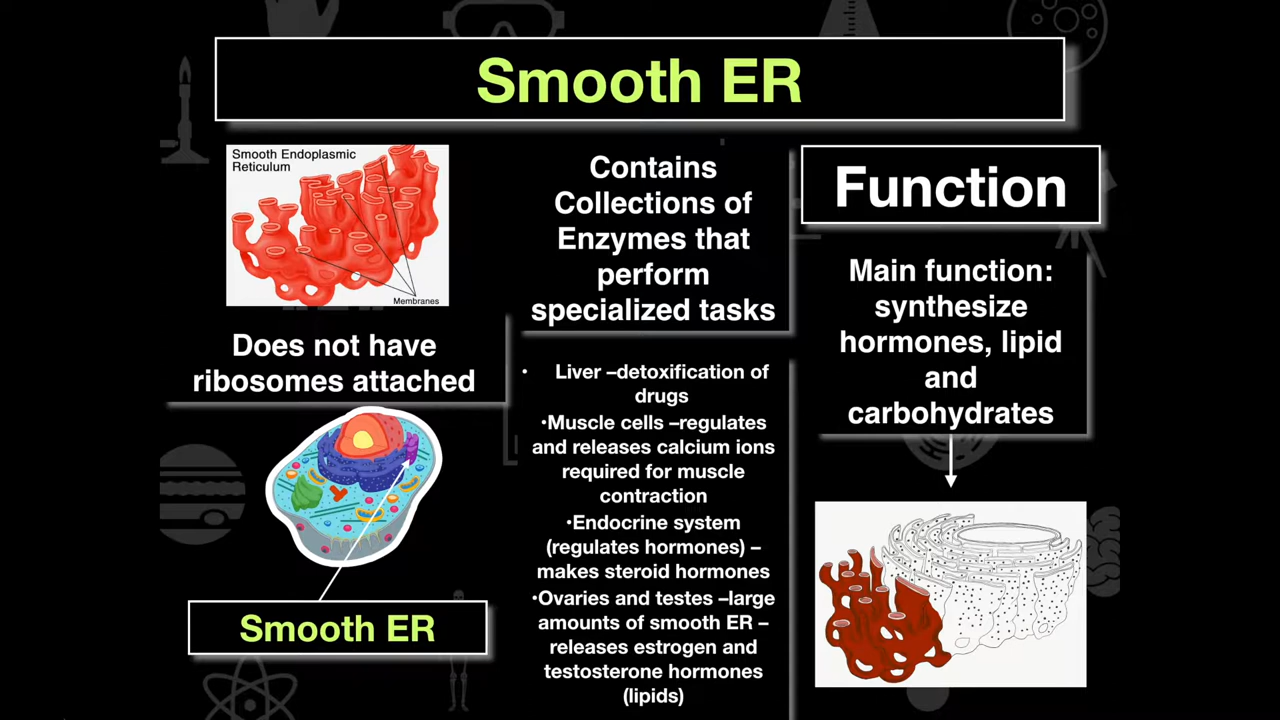 Smooth ER
Smooth Endoplasmic
Reticulum
Membranes
Does not have
ribosomes attached
Smooth ER
Contains
Collections of
Enzymes that
perform
specialized tasks
• Liver –detoxification of
drugs
•Muscle cells –regulates
and releases calcium ions
required for muscle
contraction
•Endocrine system
(regulates hormones) –
makes steroid hormones
•Ovaries and testes –large
amounts of smooth ER –
releases estrogen and
testosterone hormones
(lipids)
Function
Main function:
synthesize
hormones, lipid
and
carbohydrates